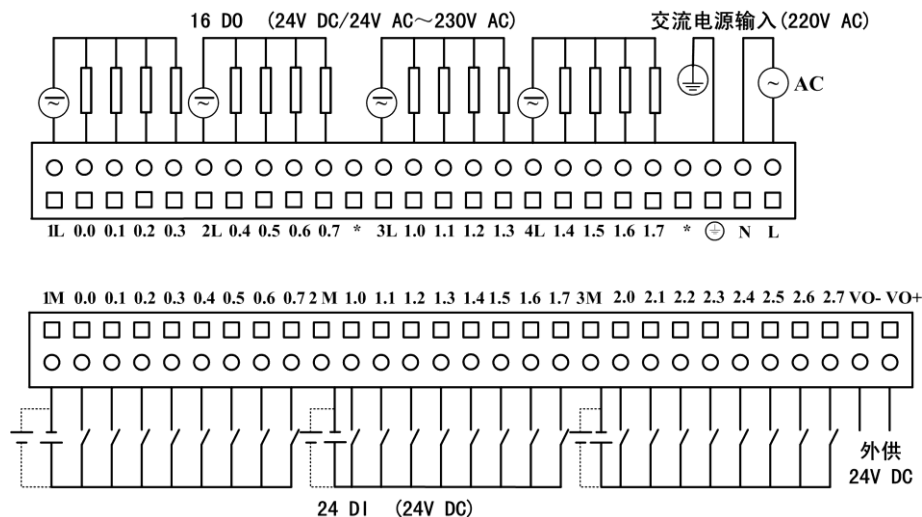 16 DO (24V DC/24V AC～230V AC) 交流电源输入(220V AC)
AC
1L 0.0 0.1 0.2 0.3 2L 0.4 0.5 0.6 0.7 * 3L 1.0 1.1 1.2 1.3 4L 1.4 1.5 1.6 1.7 * N L
1M 0.0 0.1 0.2 0.3 0.4 0.5 0.6 0.7 2 M 1.0 1.1 1.2 1.3 1.4 1.5 1.6 1.7 3M 2.0 2.1 2.2 2.3 2.4 2.5 2.6 2.7 VO- VO+
外供
24V DC
24 DI (24V DC)